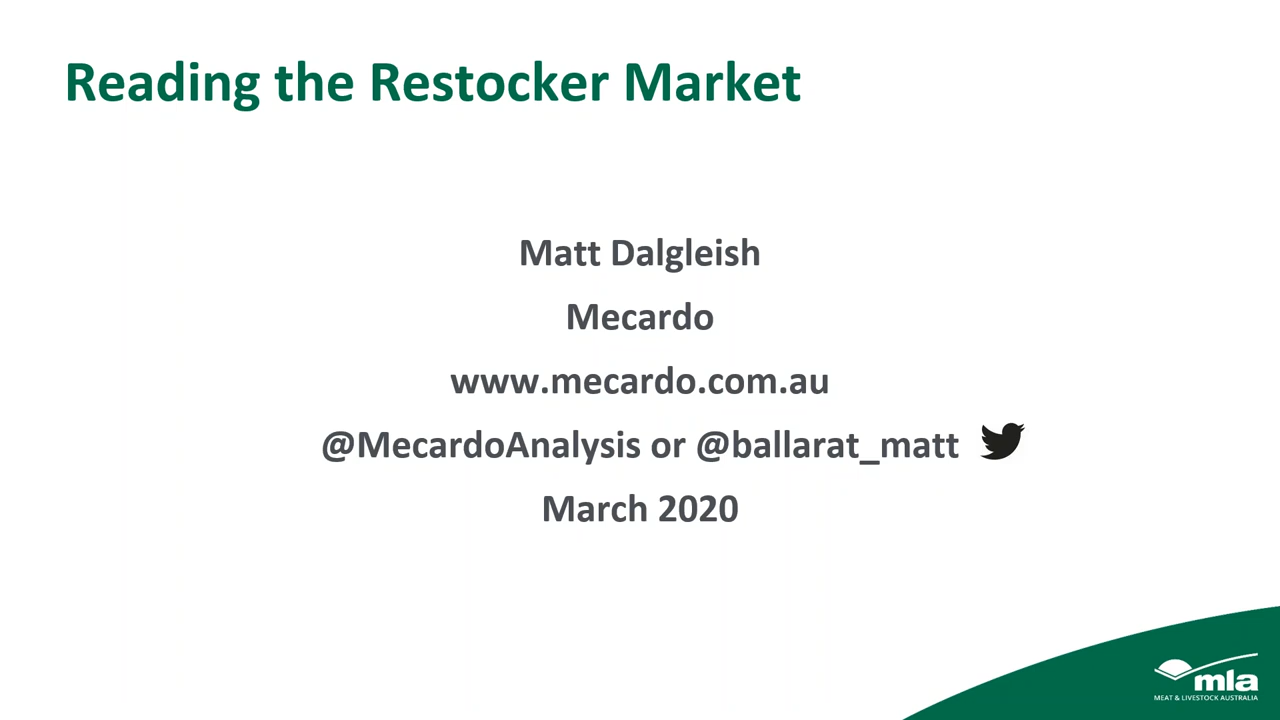 Reading the Restocker Market
Matt Dalgleish
Mecardo
www.mecardo.com.au
@MecardoAnalysis or @ballarat_matt
March 2020
mla
MEAT & LIVESTOCK AUSTRALIA